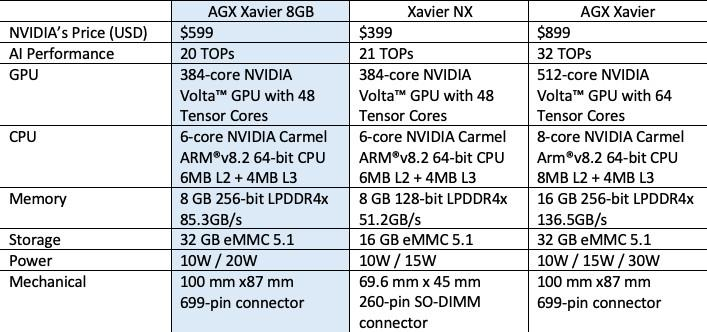 AGX Xavier 8GB Xavier NX AGX Xavier
NVIDIA's Price (USD) $599 $399 $899
AI Performance 20 TOPs 21 TOPs 32 TOPs
GPU 384-core NVIDIA 384-core NVIDIA 512-core NVIDIA
Volta™ GPU with 48 Volta™ GPU with 48 Volta™ GPU with 64
Tensor Cores Tensor Cores Tensor Cores
CPU 6-core NVIDIA Carmel 6-core NVIDIA Carmel 8-core NVIDIA Carmel
ARM®v8.2 64-bit CPU ARM®v8.2 64-bit CPU Arm®v8.2 64-bit CPU
6MB L2 + 4MB L3 6MB L2 + 4MB L3 8MB L2 + 4MB L3
Memory 8 GB 256-bit LPDDR4x 8 GB 128-bit LPDDR4x 16 GB 256-bit LPDDR4x
85.3GB/s 51.2GB/s 136.5GB/s
Storage 32 GB eMMC 5.1 16 GB eMMC 5.1 32 GB eMMC 5.1
Power 10W / 20W 10W / 15W 10W / 15W / 30W
Mechanical 100 mm x87 mm 69.6 mm x 45 mm 100 mm x87 mm
699-pin connector 260-pin SO-DIMM 699-pin connector
connector